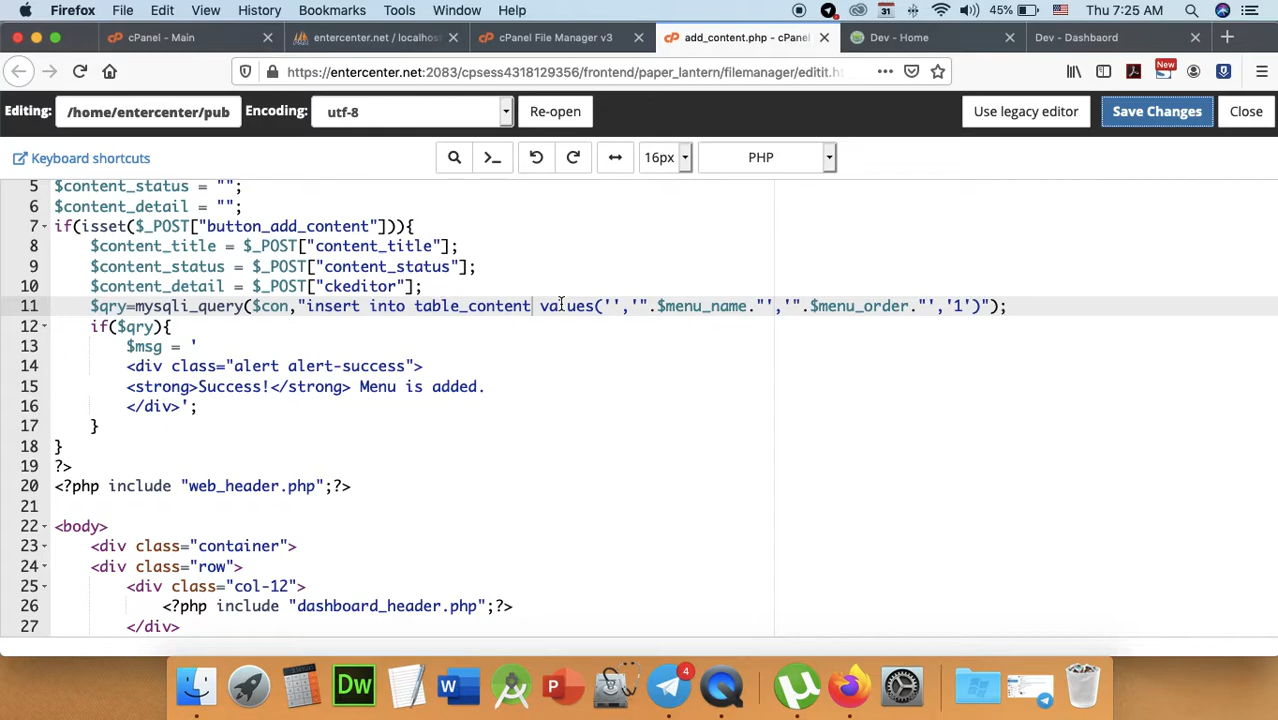 Firefox File Edit View History Bookmarks Tools Window Help 31 45% Thu 7:25 AM
cPanel - Main entercenter.net / localhos cPanel File Manager v3 add_content.php - cPanel Dev - Home Dev - Dashbaord
https://entercenter.net:2083/cpsess4318129356/frontend/paper_lantern/filemanager/editit.h New
Editing: /home/entercenter/pub Encoding: utf-8 Re-open Use legacy editor Save Changes Close
Keyboard shortcuts 16px PHP
5 $content_status = "";
6 $content_detail = "";
7 if(isset($_POST["button_add_content"])){
8 $content_title = $_POST["content_title"];
9 $content_status = $_POST["content_status"];
10 $content_detail = $_POST["ckeditor"];
11 $qry=mysqli_query($con,"insert into table_content values('','".$menu_name."','".$menu_order."','1')");
12 if($qry){
13 $msg = '
14 <div class="alert alert-success">
15 <strong>Success!</strong> Menu is added.
16 </div>';
17 }
18 }
19 ?>
20 <?php include "web_header.php";?>
21
22 <body>
23 <div class="container">
24 <div class="row">
25 <div class="col-12">
26 <?php include "dashboard_header.php";?>
27 </div>
Dw W P 4